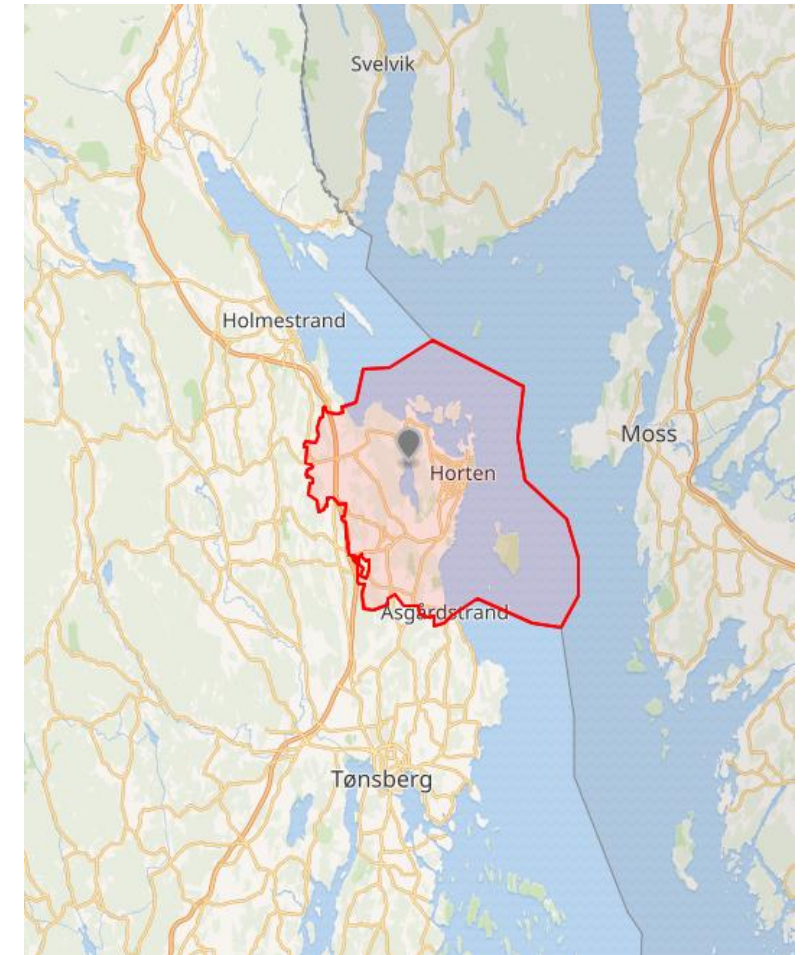 Svelvik
Holmestrand
Moss
Horten
Åsgårdstrand
Tønsberg